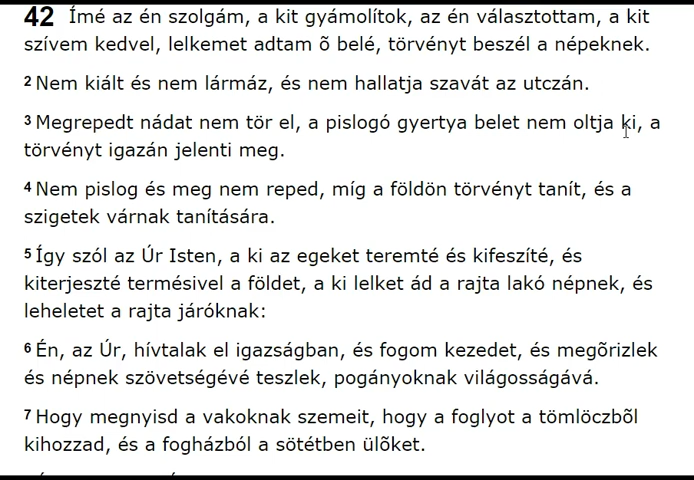 42 Ímé az én szolgám, a kit gyámolítok, az én választottam, a kit
szívem kedvel, lelkemet adtam õ belé, törvényt beszél a népeknek.
2 Nem kiált és nem lármáz, és nem hallatja szavát az utczán.
3 Megrepedt nádat nem tör el, a pislogó gyertya belet nem oltja ki, a
törvényt igazán jelenti meg.
4 Nem pislog és meg nem reped, míg a földön törvényt tanít, és a
szigetek várnak tanítására.
5 Így szól az Úr Isten, a ki az egeket teremté és kifeszíté, és
kiterjeszté termésivel a földet, a ki lelket ád a rajta lakó népnek, és
leheletet a rajta járóknak:
6 Én, az Úr, hívtalak el igazságban, és fogom kezedet, és megõrizlek
és népnek szövetségévé teszlek, pogányoknak világosságává.
7 Hogy megnyisd a vakoknak szemeit, hogy a foglyot a tömlöczbõl
kihozzad, és a fogházból a sötétben ülõket.